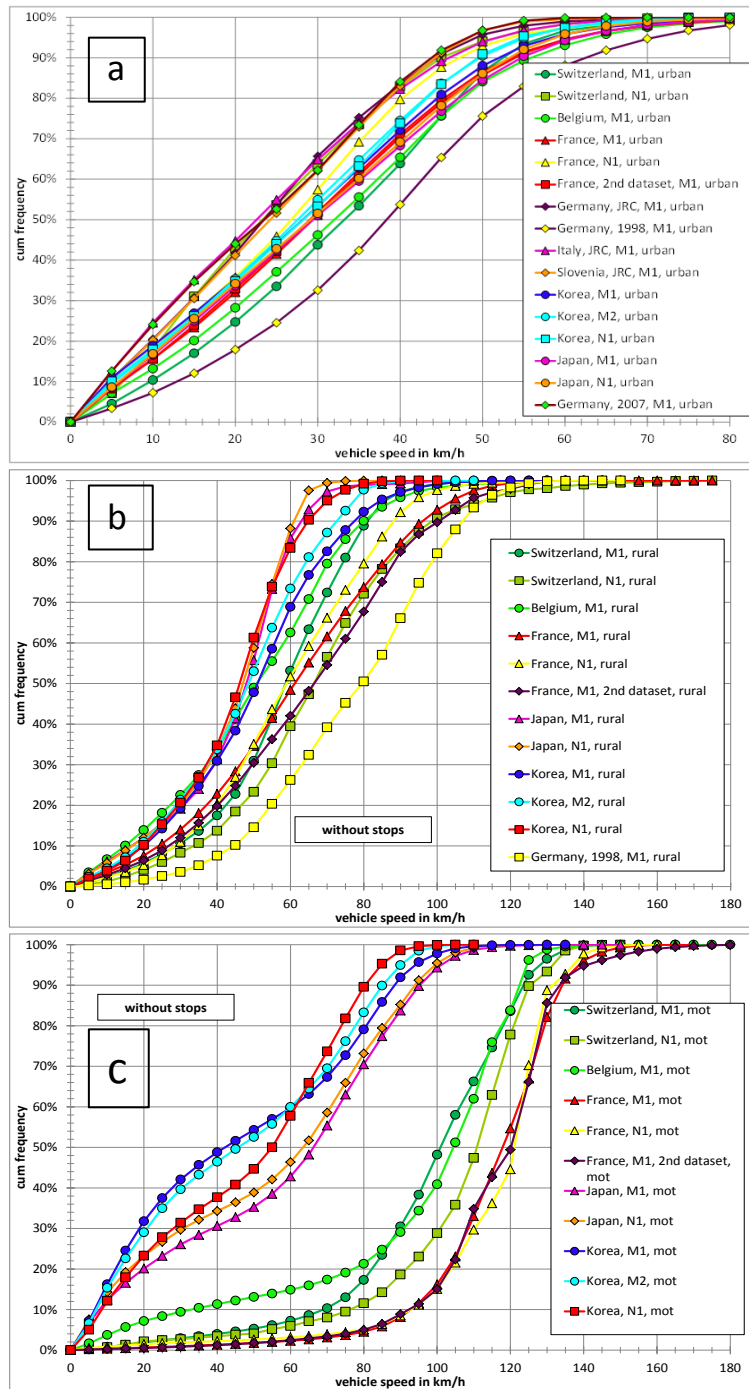 a
100%
90%
80%
70%
60%
50%
40%
30%
20%
10%
0%
cum frequency
0 10 20 30 40 50 60 70 80
vehicle speed in km/h
Switzerland, M1, urban
Switzerland, N1, urban
Belgium, M1, urban
France, M1, urban
France, N1, urban
France, 2nd dataset, M1, urban
Germany, JRC, M1, urban
Germany, 1998, M1, urban
Italy, JRC, M1, urban
Slovenia, JRC, M1, urban
Korea, M1, urban
Korea, M2, urban
Korea, N1, urban
Japan, M1, urban
Japan, N1, urban
Germany, 2007, M1, urban
b
100%
90%
80%
70%
60%
50%
40%
30%
20%
10%
0%
cum frequency
0 20 40 60 80 100 120 140 160 180
vehicle speed in km/h
without stops
Switzerland, M1, rural
Switzerland, N1, rural
Belgium, M1, rural
France, M1, rural
France, N1, rural
France, M1, 2nd dataset, rural
Japan, M1, rural
Japan, N1, rural
Korea, M1, rural
Korea, M2, rural
Korea, N1, rural
Germany, 1998, M1, rural
c
100%
90%
80%
70%
60%
50%
40%
30%
20%
10%
0%
cum frequency
0 20 40 60 80 100 120 140 160 180
vehicle speed in km/h
without stops
Switzerland, M1, mot
Switzerland, N1, mot
Belgium, M1, mot
France, M1, mot
France, N1, mot
France, M1, 2nd dataset,
mot
Japan, M1, mot
Japan, N1, mot
Korea, M1, mot
Korea, M2, mot
Korea, N1, mot